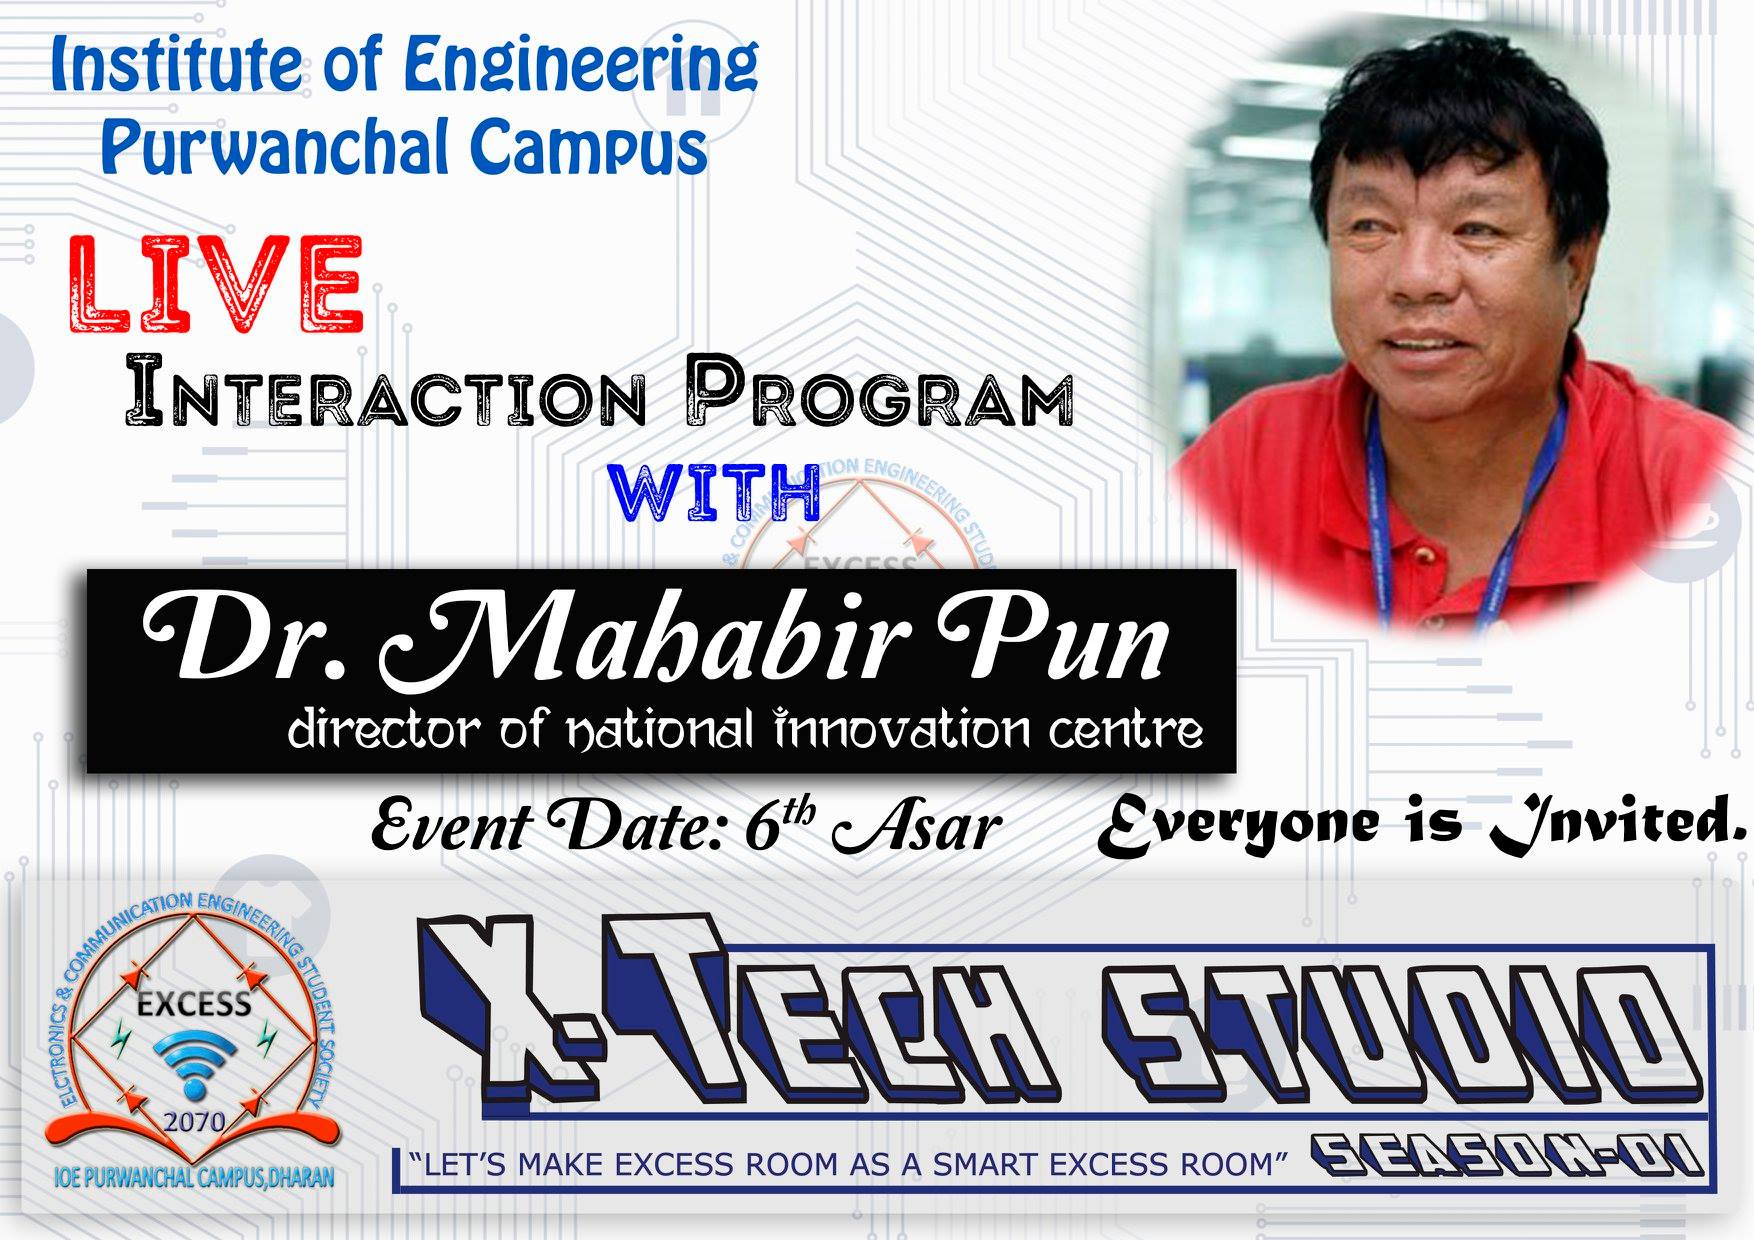 Institute of Engineering
Purwanchal Campus
LIVE
INTERACTION PROGRAM
WITH
Dr. Mahabir Pun
director of national innovation centre
Event Date: 6th Asar
Everyone is Invited.
ELCTRONICS & COMMUNICATION ENGINEERING STUDENT SOCIETY
EXCESS
2070
IOE PURWANCHAL CAMPUS,DHARAN
X-TECH STUDIO
"LET'S MAKE EXCESS ROOM AS A SMART EXCESS ROOM"
SEASON-01